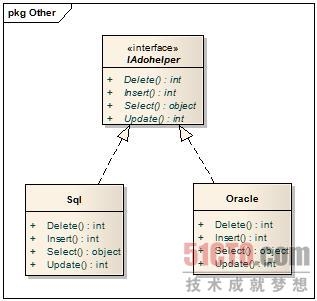 pkg Other
«interface»
IAdohelper
+ Delete() : int
+ Insert() : int
+ Select() : object
+ Update() : int
Sql
+ Delete() : int
+ Insert() : int
+ Select() : object
+ Update() : int
Oracle
+ Delete() : int
+ Insert() : int
+ Select() : object
+ Update() : int
51CTO.com
技术成就梦想